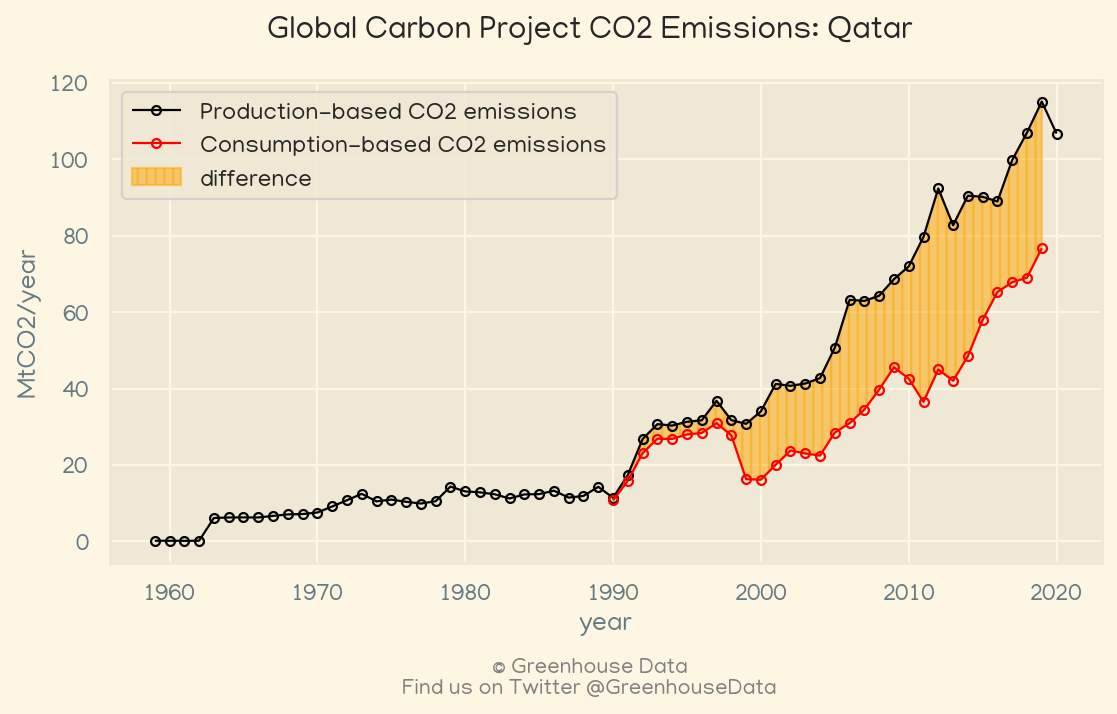 Global Carbon Project CO2 Emissions: Qatar
120
100
80
60
40
20
0
MtCO2/year
Production-based CO2 emissions
Consumption-based CO2 emissions
difference
1960 1970 1980 1990 2000 2010 2020
year
© Greenhouse Data
Find us on Twitter @GreenhouseData